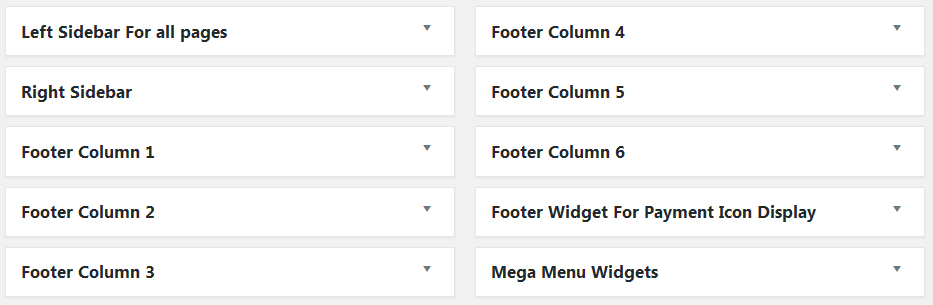 Left Sidebar For all pages
Right Sidebar
Footer Column 1
Footer Column 2
Footer Column 3
Footer Column 4
Footer Column 5
Footer Column 6
Footer Widget For Payment Icon Display
Mega Menu Widgets